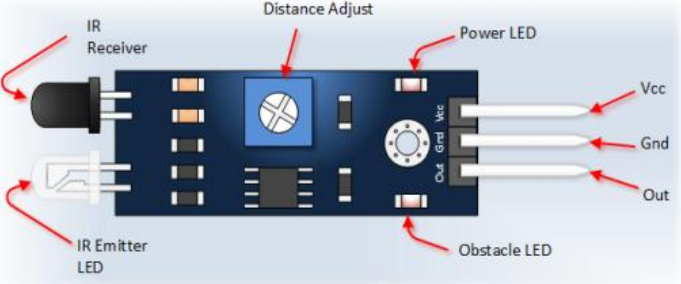 Distance Adjust
IR
Receiver
Power LED
Vcc
Gnd
Out
Vcc
Gnd
Out
IR Emitter
LED
Obstacle LED